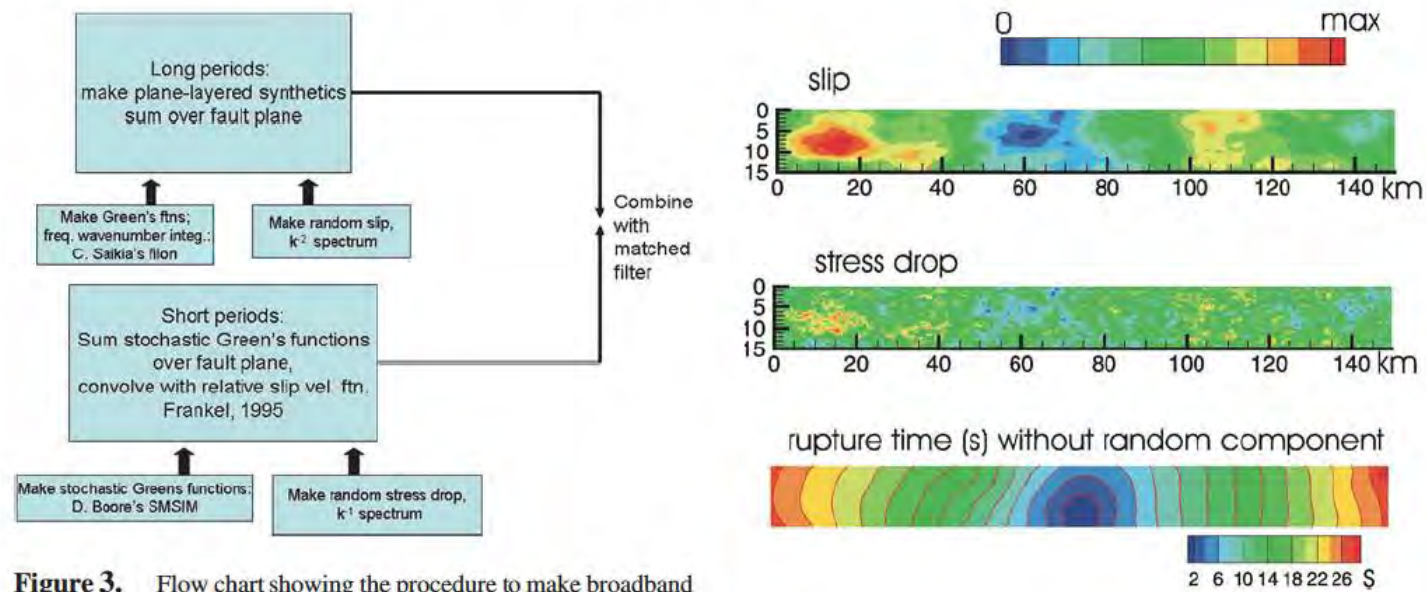 Long periods:
make plane-layered synthetics
sum over fault plane
Make Green's ftns;
freq. wavenumber integ.:
C. Saikia's filon
Make random slip,
k-2 spectrum
Combine
with
matched
filter
Short periods:
Sum stochastic Green's functions
over fault plane,
convolve with relative slip vel. ftn.
Frankel, 1995
Make stochastic Greens functions:
D. Boore's SMSIM
Make random stress drop,
k-1 spectrum
Figure 3. Flow chart showing the procedure to make broadband
0 max
slip
0
5
10
15
0 20 40 60 80 100 120 140 km
stress drop
0
5
10
15
0 20 40 60 80 100 120 140 km
rupture time (s) without random component
2 6 10 14 18 22 26 S